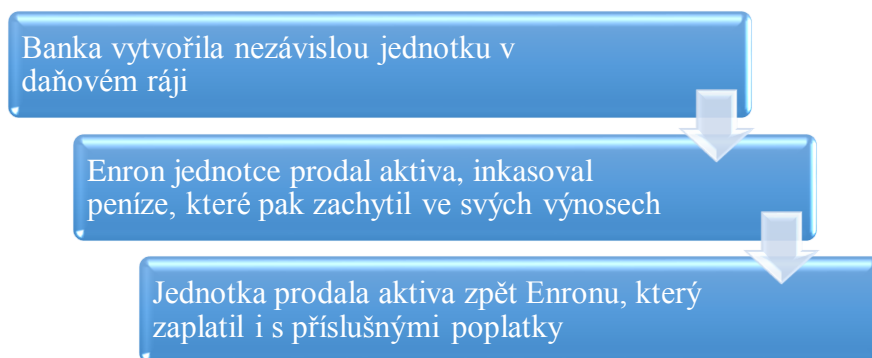 Banka vytvořila nezávislou jednotku v
daňovém ráji
Enron jednotce prodal aktiva, inkasoval
peníze, které pak zachytil ve svých výnosech
Jednotka prodala aktiva zpět Enronu, který
zaplatil i s příslušnými poplatky